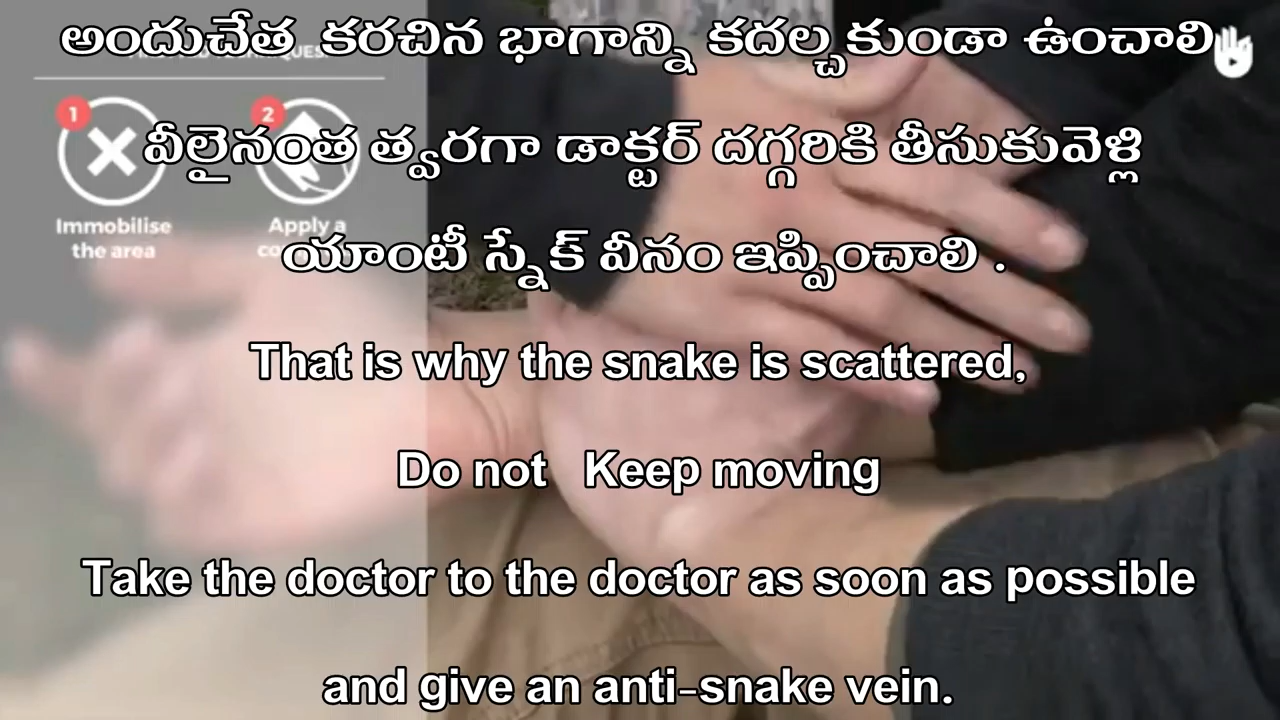 అందుచేత కరచిన భాగాన్ని కదల్చకుండా ఉంచాలి
వీలైనంత త్వరగా డాక్టర్ దగ్గరికి తీసుకువెళ్లి
యాంటీ స్నేక్ వీనం ఇప్పించాలి .
That is why the snake is scattered,
Do not Keep moving
Take the doctor to the doctor as soon as possible
and give an anti-snake vein.
1
2
Immobilise
the area
Apply a